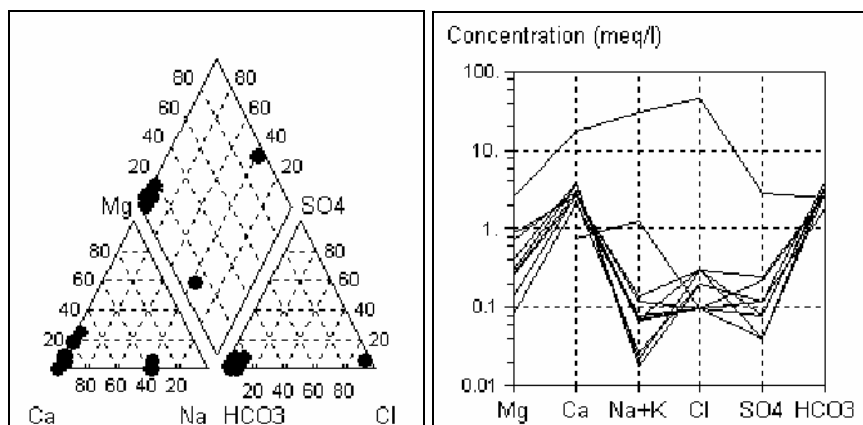 80 80
60 60
40 40
20 20
Mg SO4
80 80
60 60
40 40
20 20
80 60 40 20 20 40 60 80
Ca Na HCO3 Cl
Concentration (meq/l)
100.
10.
1.
0.1
0.01
Mg Ca Na+K Cl SO4 HCO3